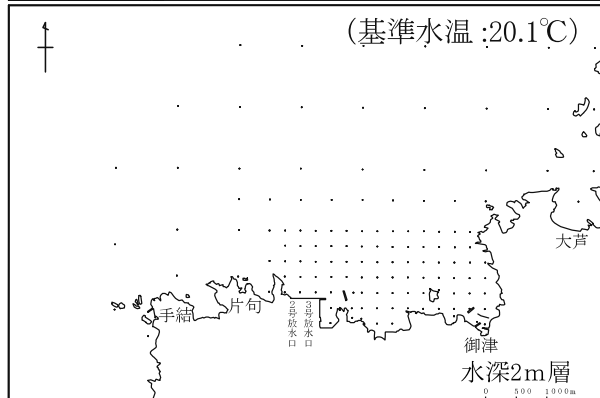 （基準水温 :20.1℃）
大芦
片句
手結
2号放水口
3号放水口
御津
水深2m層
0 500 1000m